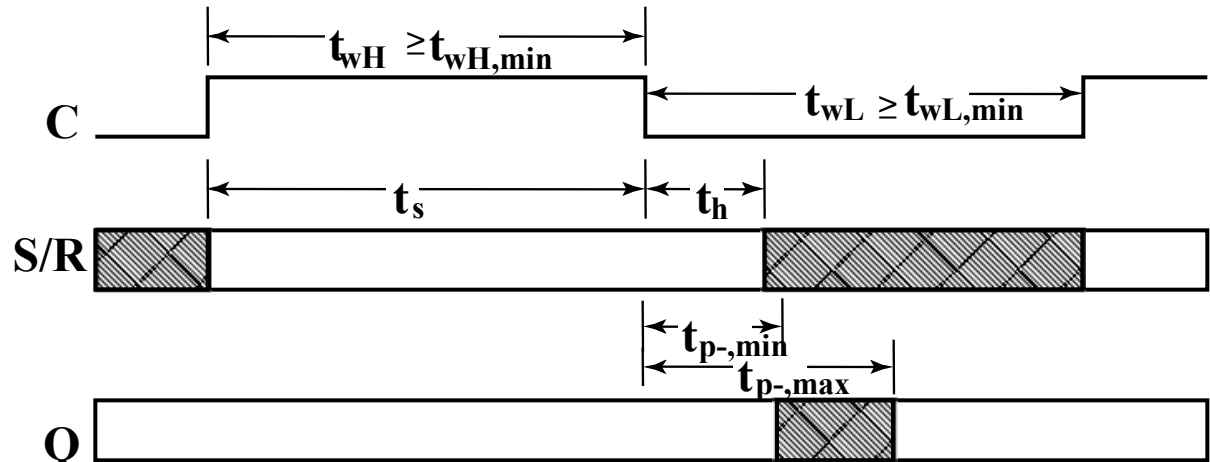 t_wH ≥ t_wH,min
C
t_wL ≥ t_wL,min
t_s
t_h
S/R
t_p-,min
t_p-,max
Q